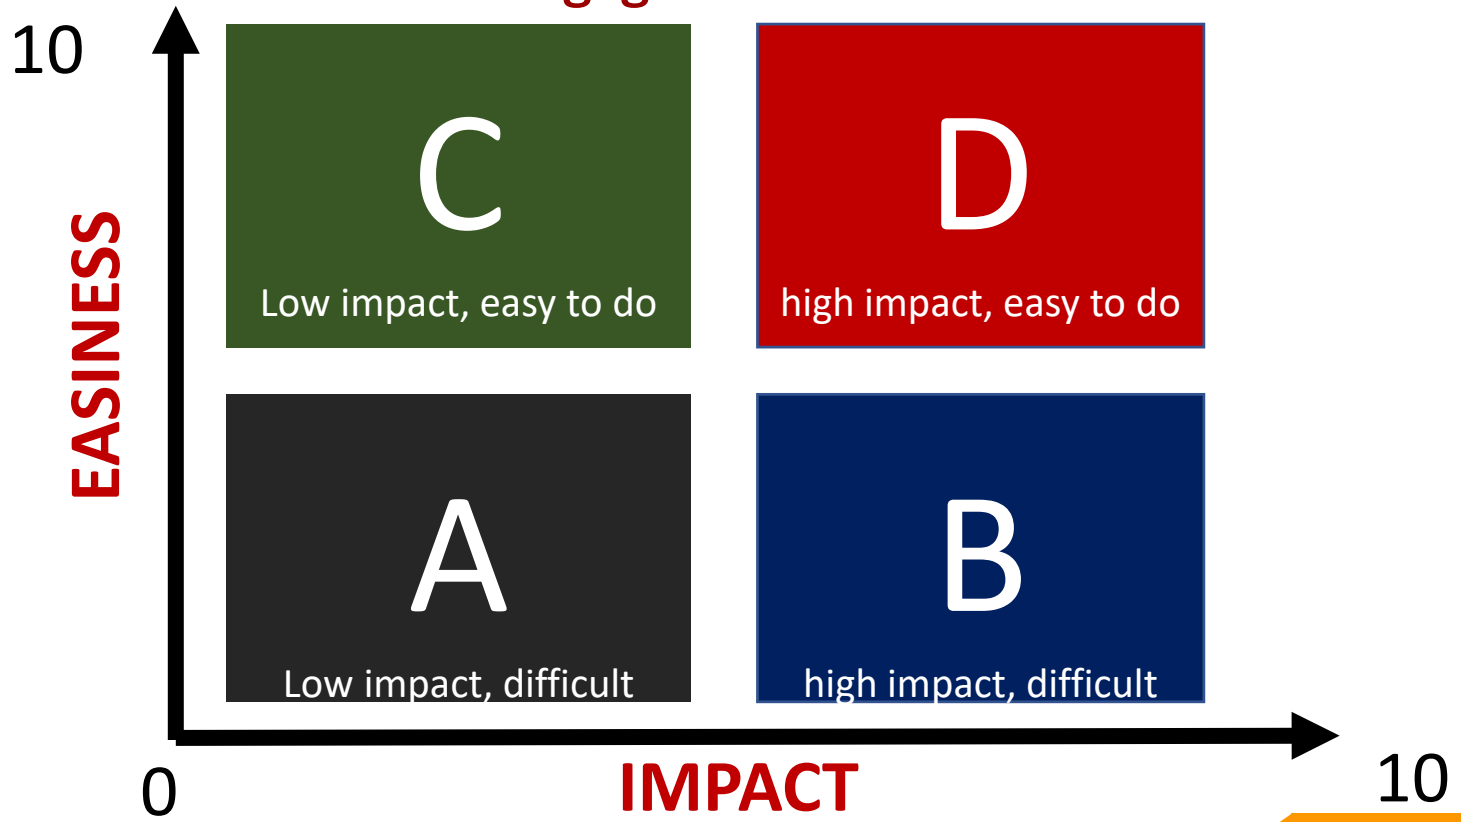 10
C
Low impact, easy to do
D
high impact, easy to do
EASINESS
A
Low impact, difficult
B
high impact, difficult
0
IMPACT
10